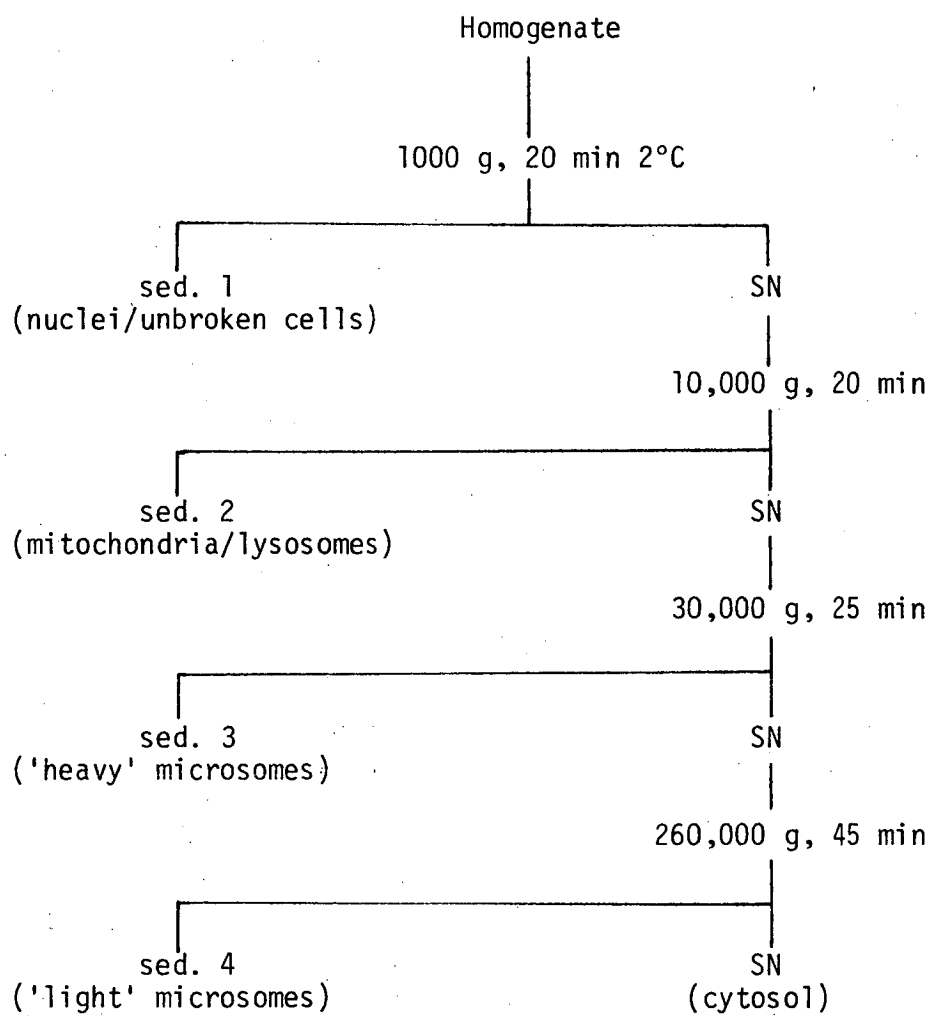 Homogenate
1000 g, 20 min 2°C
sed. 1
(nuclei/unbroken cells)
SN
10,000 g, 20 min
sed. 2
(mitochondria/lysosomes)
SN
30,000 g, 25 min
sed. 3
('heavy' microsomes)
SN
260,000 g, 45 min
sed. 4
('light' microsomes)
SN
(cytosol)